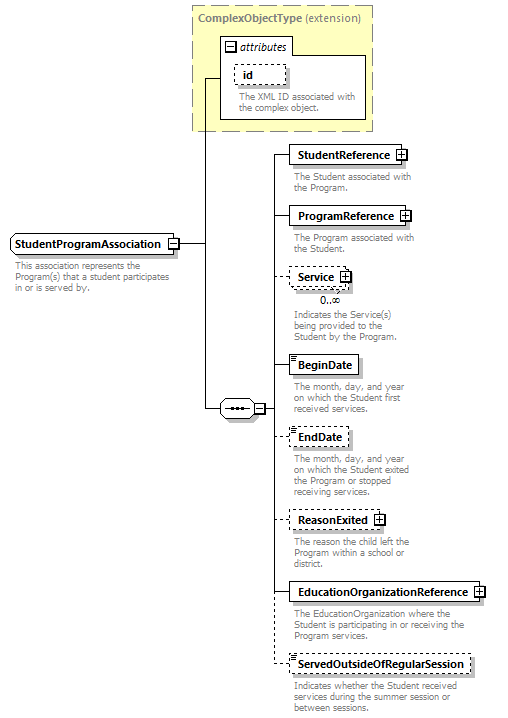 ComplexObjectType (extension)
attributes
id
The XML ID associated with
the complex object.
StudentReference
The Student associated with
the Program.
ProgramReference
The Program associated with
the Student.
StudentProgramAssociation
This association represents the
Program(s) that a student participates
in or is served by.
Service
0..∞
Indicates the Service(s)
being provided to the
Student by the Program.
BeginDate
The month, day, and year
on which the Student first
received services.
EndDate
The month, day, and year
on which the Student exited
the Program or stopped
receiving services.
ReasonExited
The reason the child left the
Program within a school or
district.
EducationOrganizationReference
The EducationOrganization where the
Student is participating in or receiving the
Program services.
ServedOutsideOfRegularSession
Indicates whether the Student received
services during the summer session or
between sessions.